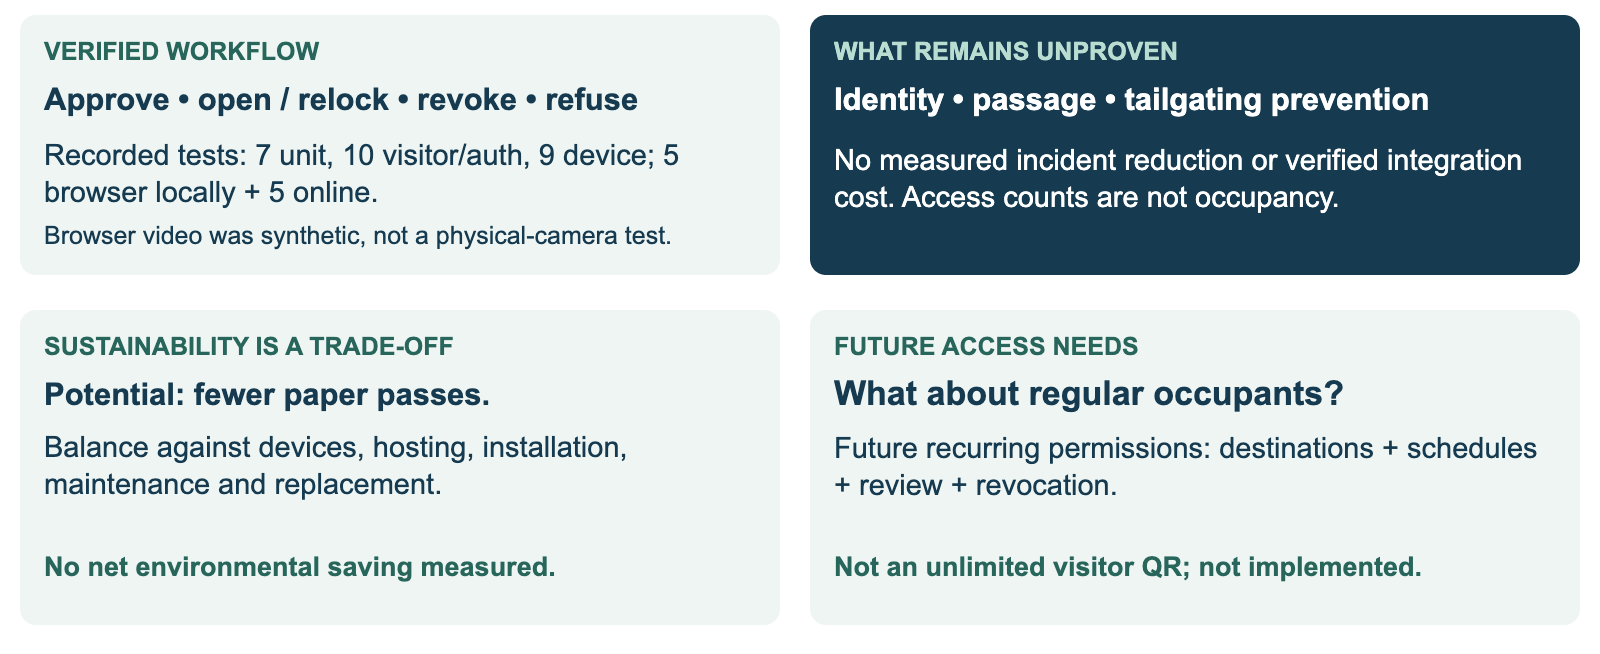 VERIFIED WORKFLOW
Approve • open / relock • revoke • refuse
Recorded tests: 7 unit, 10 visitor/auth, 9 device; 5
browser locally + 5 online.
Browser video was synthetic, not a physical-camera test.
WHAT REMAINS UNPROVEN
Identity • passage • tailgating prevention
No measured incident reduction or verified integration
cost. Access counts are not occupancy.
SUSTAINABILITY IS A TRADE-OFF
Potential: fewer paper passes.
Balance against devices, hosting, installation,
maintenance and replacement.
No net environmental saving measured.
FUTURE ACCESS NEEDS
What about regular occupants?
Future recurring permissions: destinations + schedules
+ review + revocation.
Not an unlimited visitor QR; not implemented.